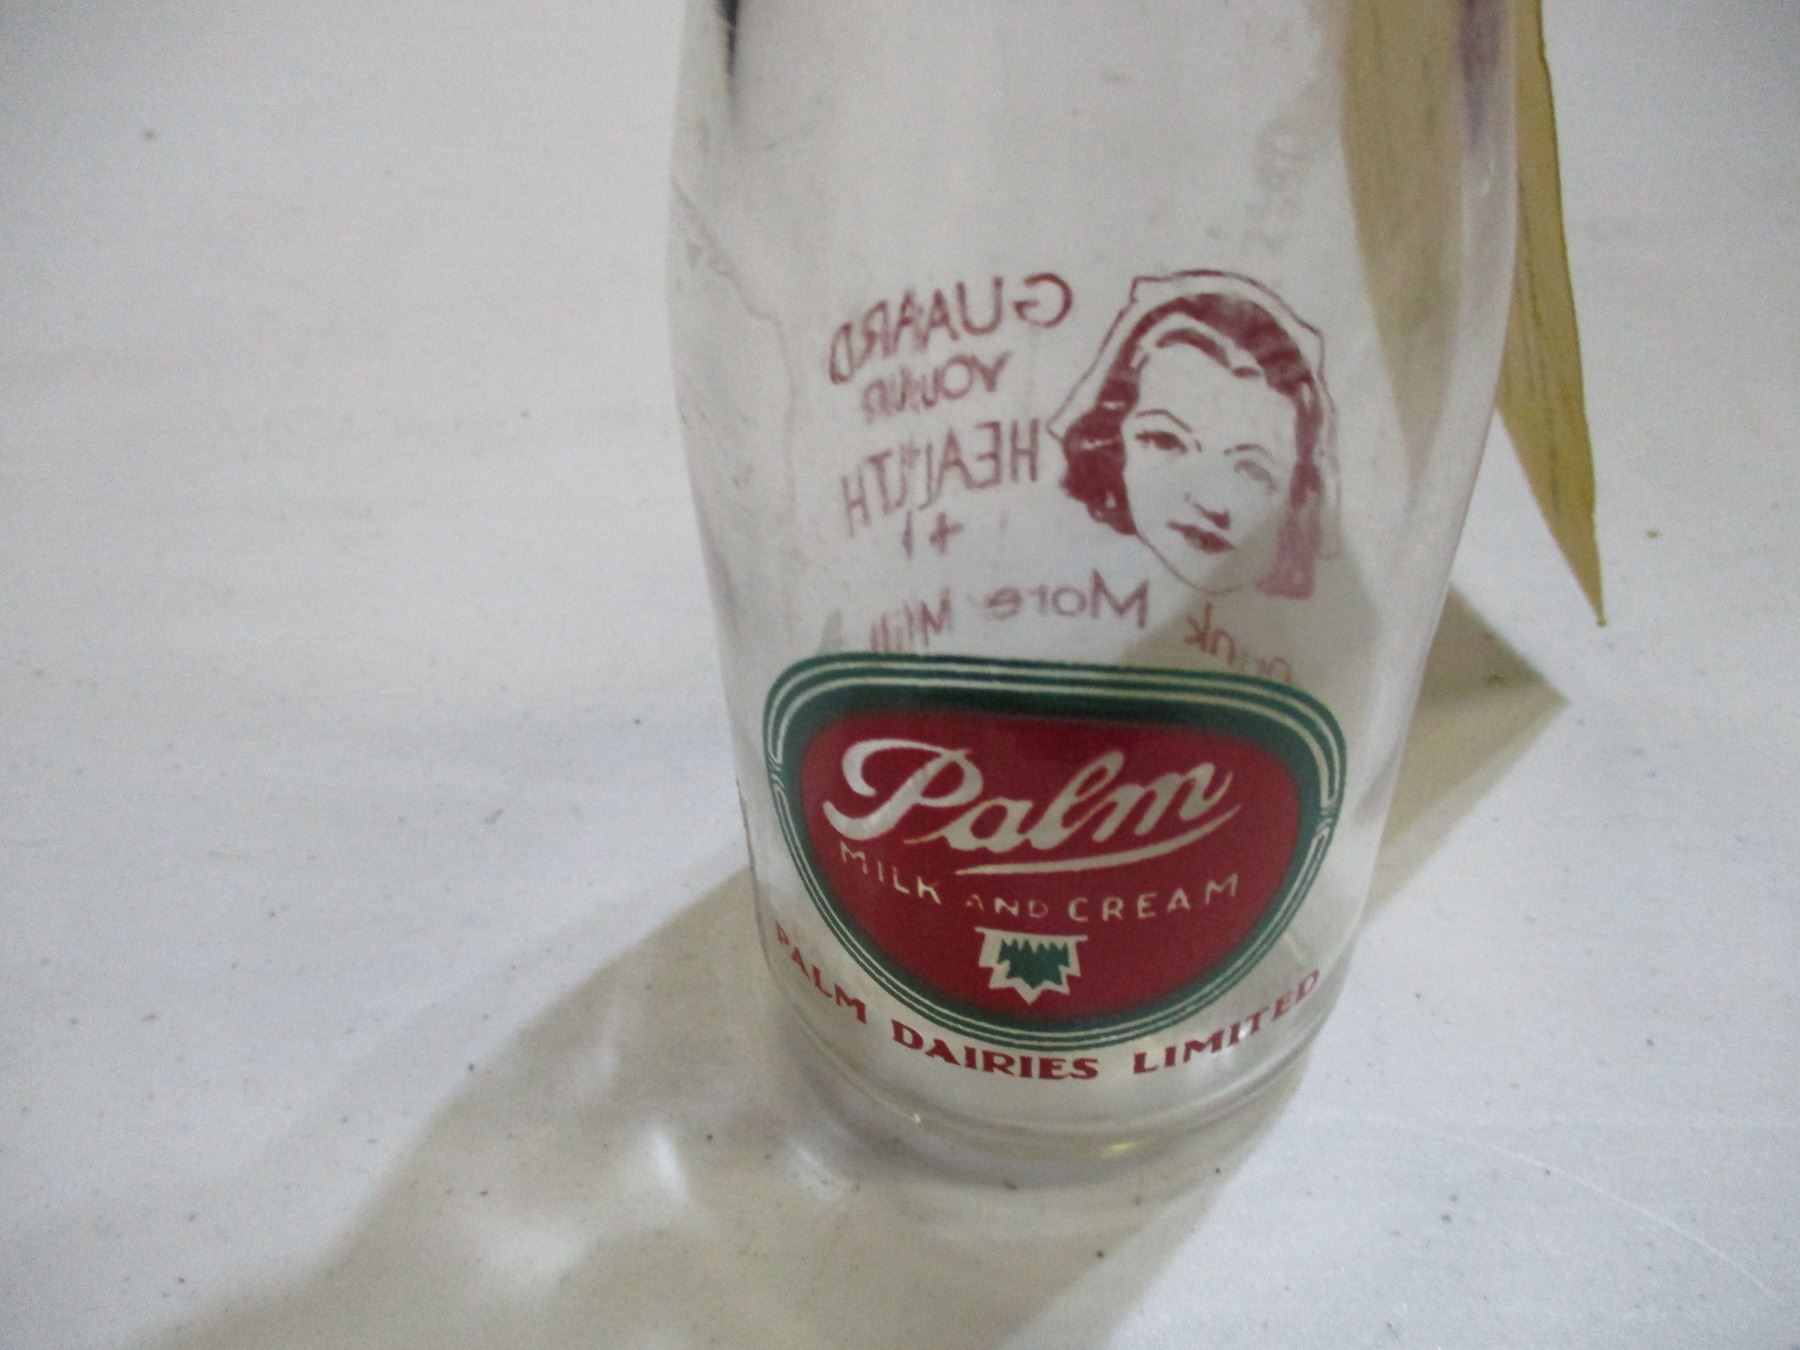 GUARD
YOUR
HEALTH
Drink More Milk
Palm
MILK AND CREAM
PALM DAIRIES LIMITED